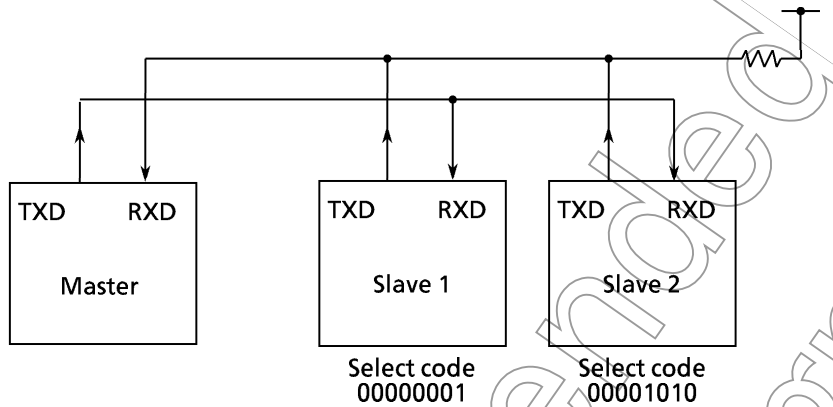 TXD RXD
Master
TXD RXD
Slave 1
TXD RXD
Slave 2
Select code
00000001
Select code
00001010